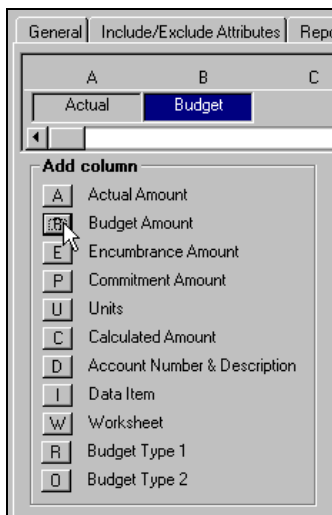 General Include/Exclude Attributes Repo
A B C
Actual Budget
Add column
A Actual Amount
B Budget Amount
E Encumbrance Amount
P Commitment Amount
U Units
C Calculated Amount
D Account Number & Description
I Data Item
W Worksheet
R Budget Type 1
O Budget Type 2